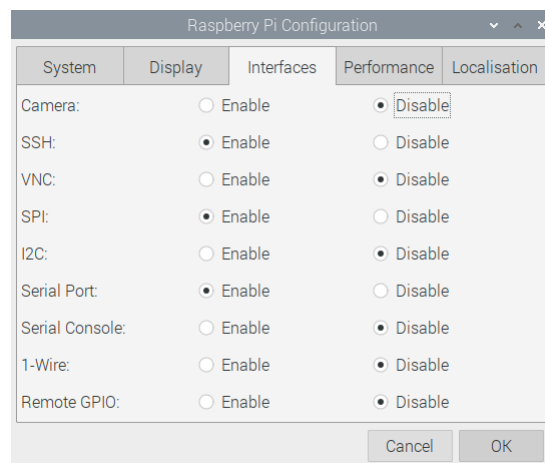 Raspberry Pi Configuration
System Display Interfaces Performance Localisation
Camera: Enable Disable
SSH: Enable Disable
VNC: Enable Disable
SPI: Enable Disable
I2C: Enable Disable
Serial Port: Enable Disable
Serial Console: Enable Disable
1-Wire: Enable Disable
Remote GPIO: Enable Disable
Cancel OK